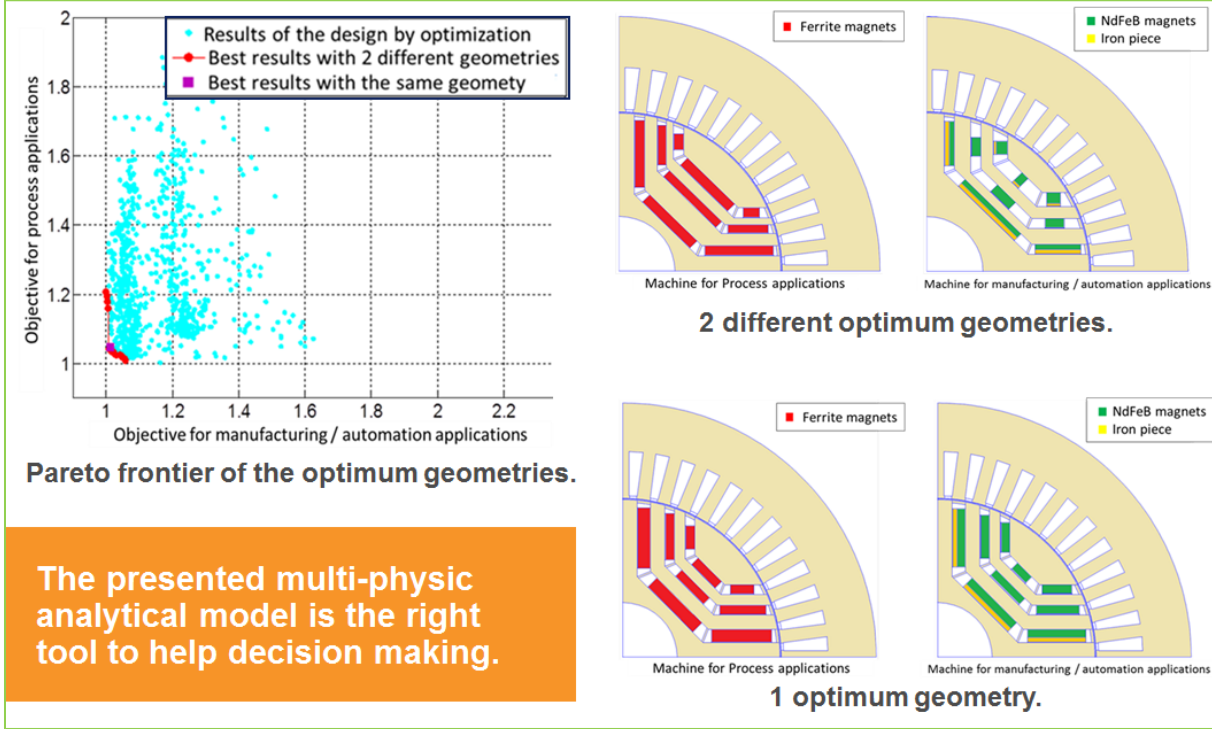 2
1.8
1.6
1.4
1.2
1
1
1.2
1.4
1.6
1.8
2
2.2
Objective for process applications
Results of the design by optimization
Best results with 2 different geometries
Best results with the same geomety
Objective for manufacturing / automation applications
Pareto frontier of the optimum geometries.
The presented multi-physic
analytical model is the right
tool to help decision making.
Ferrite magnets
NdFeB magnets
Iron piece
Machine for Process applications
Machine for manufacturing / automation applications
2 different optimum geometries.
Ferrite magnets
NdFeB magnets
Iron piece
Machine for Process applications
Machine for manufacturing / automation applications
1 optimum geometry.